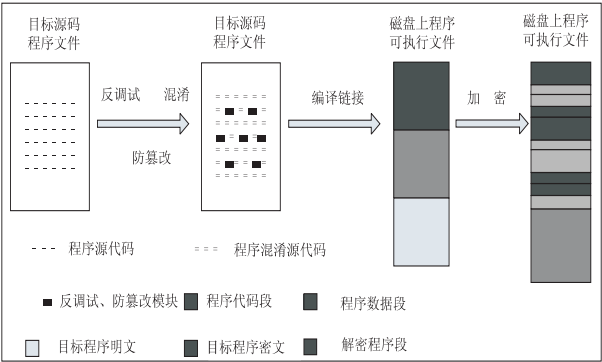 目标源码
程序文件
目标源码
程序文件
磁盘上程序
可执行文件
磁盘上程序
可执行文件
反调试 混淆
防篡改
编译链接
加 密
程序源代码
程序混淆源代码
反调试、防篡改模块
程序代码段
程序数据段
目标程序明文
目标程序密文
解密程序段